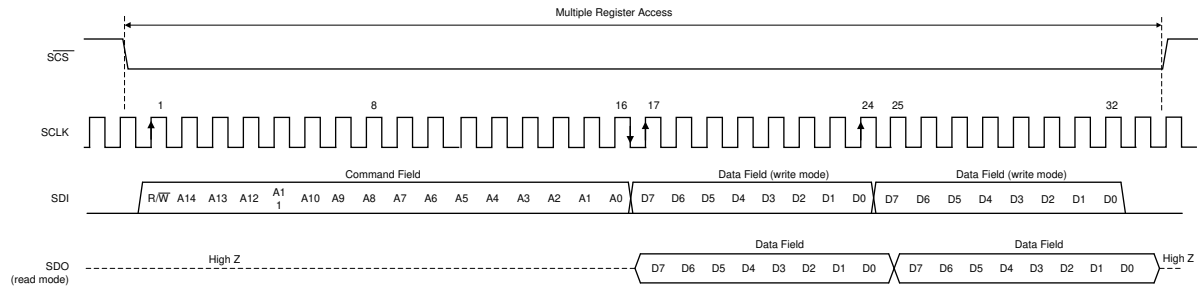 Multiple Register Access
SCS
1 8 16 17 24 25 32
SCLK
Command Field Data Field (write mode) Data Field (write mode)
SDI R/W A14 A13 A12 A11 A10 A9 A8 A7 A6 A5 A4 A3 A2 A1 A0 D7 D6 D5 D4 D3 D2 D1 D0 D7 D6 D5 D4 D3 D2 D1 D0
Data Field Data Field
High Z High Z
SDO D7 D6 D5 D4 D3 D2 D1 D0 D7 D6 D5 D4 D3 D2 D1 D0
(read mode)